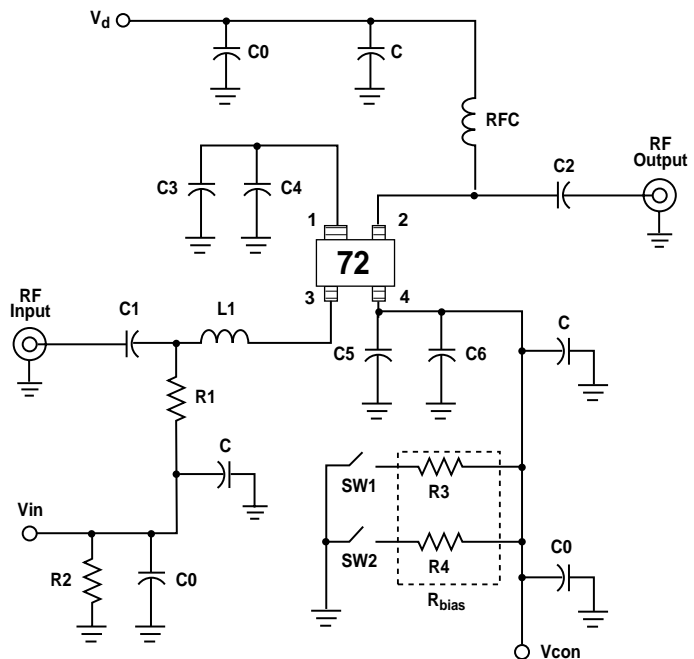 Vd
C0
C
RFC
RF
Output
C2
C3
C4
1
2
72
3
4
RF
Input
C1
L1
C5
C6
C
R1
C
SW1
R3
Vin
SW2
R4
R2
C0
C0
Rbias
Vcon